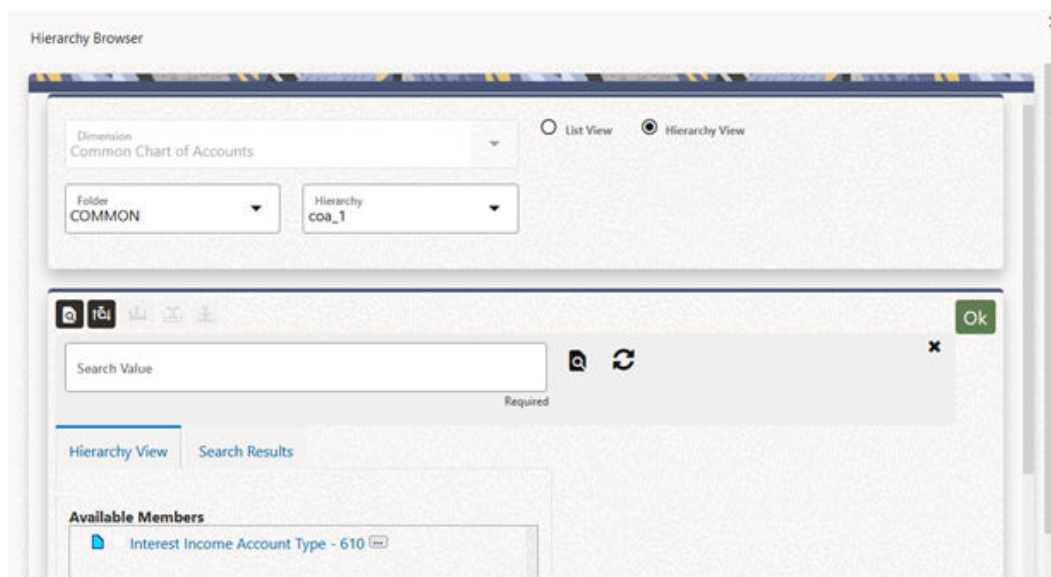 Hierarchy Browser
Dimension
Common Chart of Accounts
List View
Hierarchy View
Folder
COMMON
Hierarchy
coa_1
Ok
Search Value
Required
Hierarchy View
Search Results
Available Members
Interest Income Account Type - 610